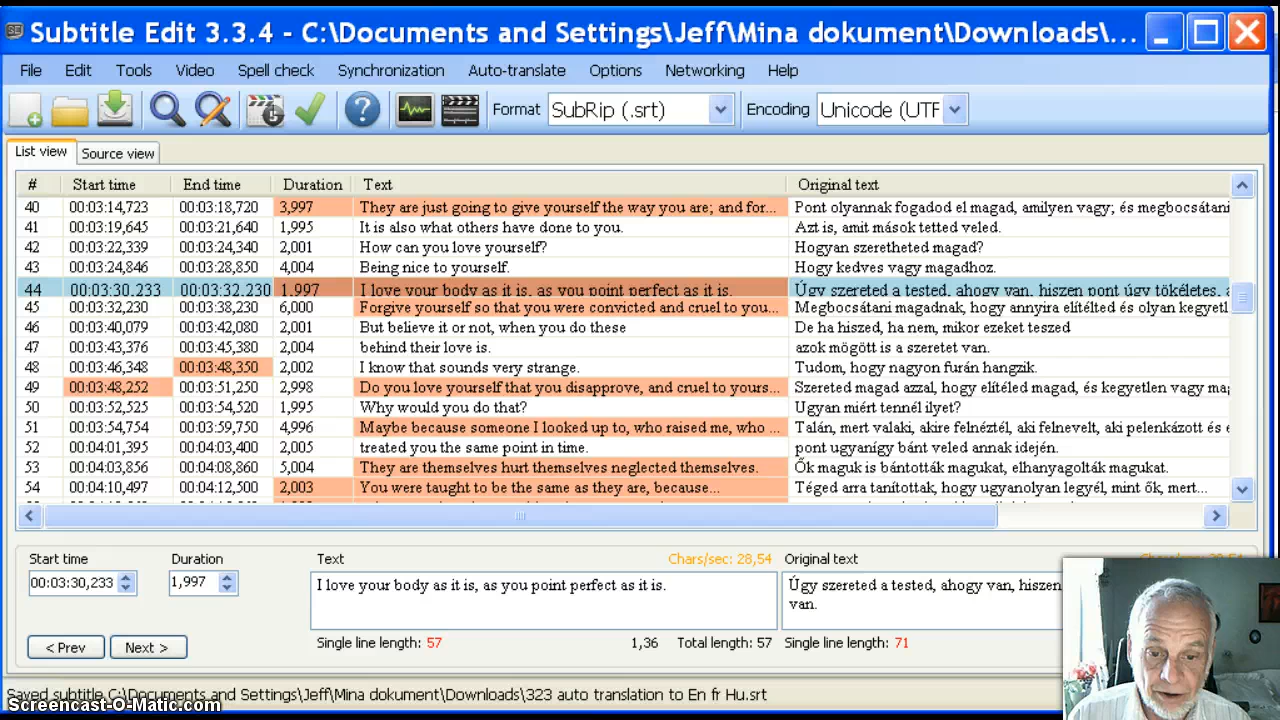 Subtitle Edit 3.3.4 - C:\Documents and Settings\Jeff\Mina dokument\Downloads\...
File Edit Tools Video Spell check Synchronization Auto-translate Options Networking Help
Format SubRip (.srt) Encoding Unicode (UTF
List view Source view
# Start time End time Duration Text Original text
40 00:03:14,723 00:03:18,720 3,997 They are just going to give yourself the way you are; and for... Pont olyannak fogadod el magad, amilyen vagy; és megbocsátani
41 00:03:19,645 00:03:21,640 1,995 It is also what others have done to you. Azt is, amit mások tetted veled.
42 00:03:22,339 00:03:24,340 2,001 How can you love yourself? Hogyan szeretheted magad?
43 00:03:24,846 00:03:28,850 4,004 Being nice to yourself. Hogy kedves vagy magadhoz.
44 00:03:30,233 00:03:32,230 1,997 I love your body as it is, as you point perfect as it is. Úgy szereted a tested, ahogy van, hiszen pont úgy tökéletes, a
45 00:03:32,230 00:03:38,230 6,000 Forgive yourself so that you were convicted and cruel to you... Megbocsátani magadnak, hogy annyira elítélted és olyan kegyetl
46 00:03:40,079 00:03:42,080 2,001 But believe it or not, when you do these De ha hiszed, ha nem, mikor ezeket teszed
47 00:03:43,376 00:03:45,380 2,004 behind their love is. azok mögött is a szeretet van.
48 00:03:46,348 00:03:48,350 2,002 I know that sounds very strange. Tudom, hogy nagyon furán hangzik.
49 00:03:48,252 00:03:51,250 2,998 Do you love yourself that you disapprove, and cruel to yours... Szereted magad azzal, hogy elítéled magad, és kegyetlen vagy mag
50 00:03:52,525 00:03:54,520 1,995 Why would you do that? Ugyan miért tennél ilyet?
51 00:03:54,754 00:03:59,750 4,996 Maybe because someone I looked up to, who raised me, who ... Talán, mert valaki, akire felnéztél, aki felnevelt, aki pelenkázott és e
52 00:04:01,395 00:04:03,400 2,005 treated you the same point in time. pont ugyanígy bánt veled annak idején.
53 00:04:03,856 00:04:08,860 5,004 They are themselves hurt themselves neglected themselves. Ők maguk is bántották magukat, elhanyagolták magukat.
54 00:04:10,497 00:04:12,500 2,003 You were taught to be the same as they are, because... Téged arra tanítottak, hogy ugyanolyan legyél, mint ők, mert...
Start time Duration Text Chars/sec: 28,54 Original text
00:03:30,233 1,997 I love your body as it is, as you point perfect as it is. Úgy szereted a tested, ahogy van, hiszen
van.
< Prev Next > Single line length: 57 1,36 Total length: 57 Single line length: 71
Saved subtitle C:\Documents and Settings\Jeff\Mina dokument\Downloads\323 auto translation to En fr Hu.srt
Screencast-O-Matic.com